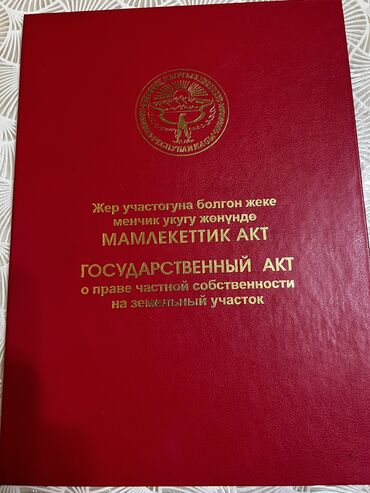 Жер участогуна болгон жеке
менчик укугу жөнүндө
МАМЛЕКЕТТИК АКТ
ГОСУДАРСТВЕННЫЙ АКТ
о праве частной собственности
на земельный участок